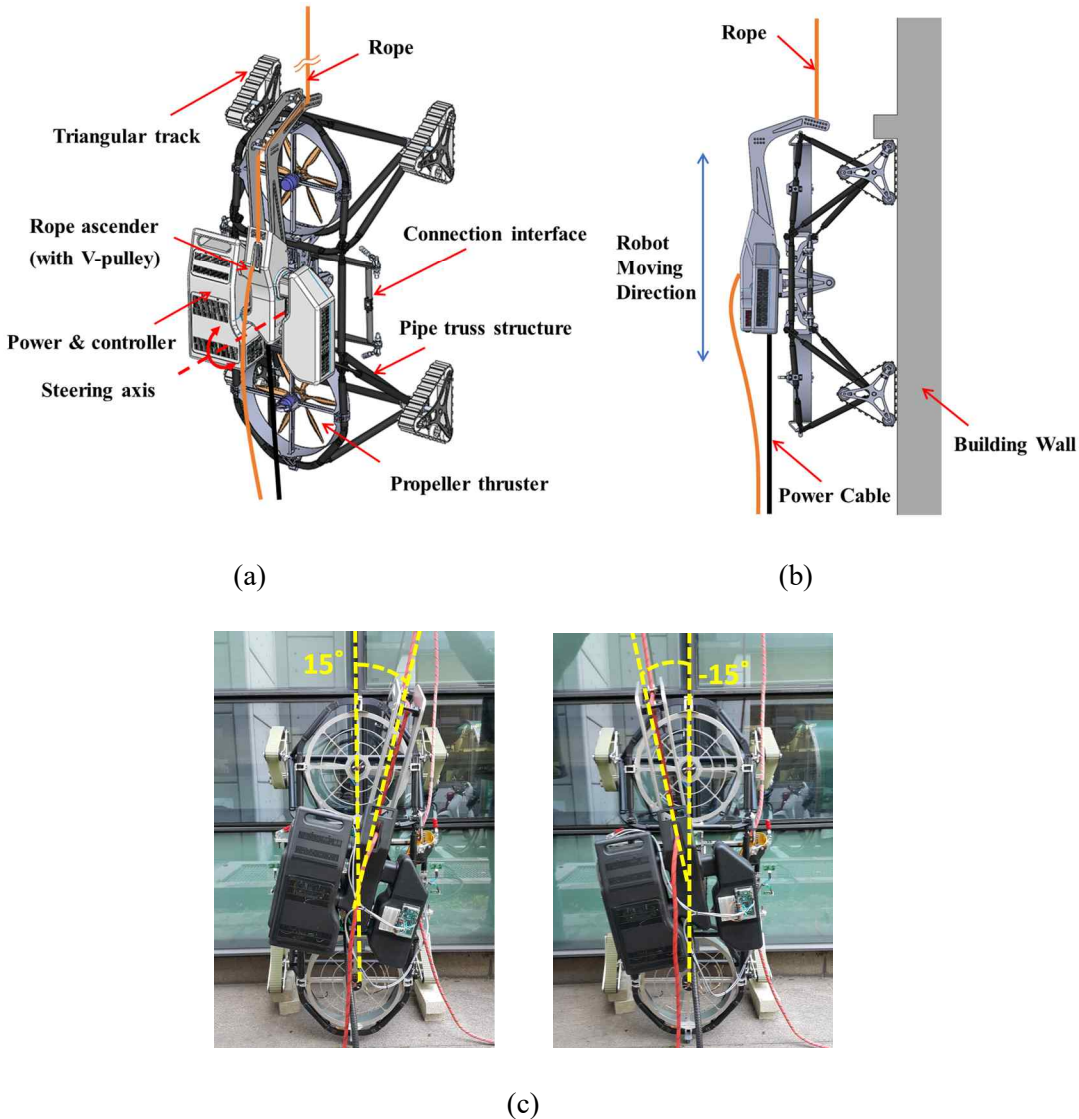 Rope
Triangular track
Rope ascender
(with V-pulley)
Connection interface
Power & controller
Pipe truss structure
Steering axis
Propeller thruster
(a)
Rope
Robot
Moving
Direction
Building Wall
Power Cable
(b)
15°
-15°
(c)